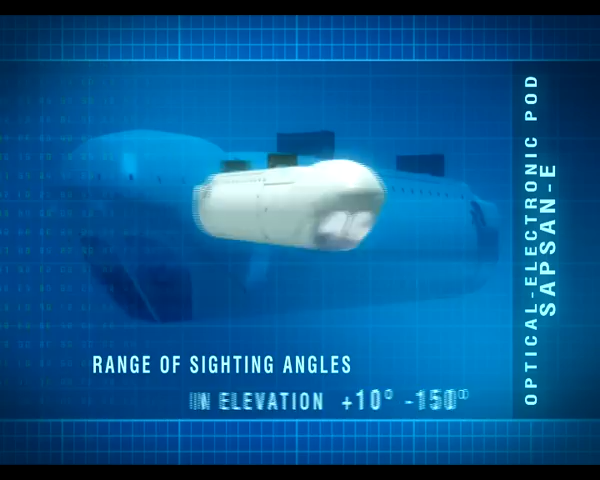 RANGE OF SIGHTING ANGLES
IN ELEVATION +10° -150°
OPTICAL-ELECTRONIC POD
SAPSAN-E